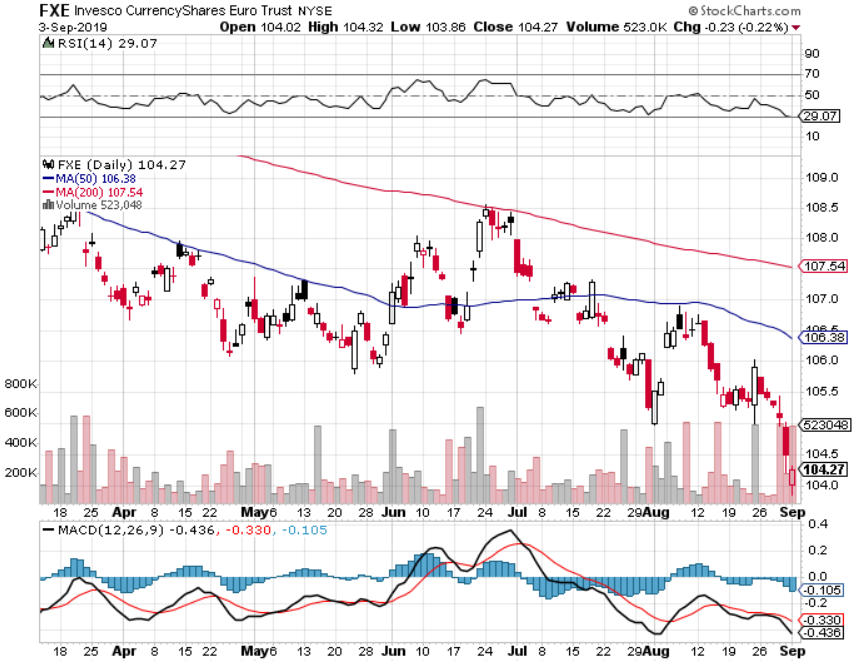 FXE Invesco CurrencyShares Euro Trust NYSE ® StockCharts.com
3-Sep-2019 Open 104.02 High 104.32 Low 103.86 Close 104.27 Volume 523.0K Chg -0.23 (-0.22%)
RSI(14) 29.07
90
70
50
29.07
10
FXE (Daily) 104.27
MA(50) 106.38
MA(200) 107.54
Volume 523,048
109.0
108.5
108.0
107.54
107.0
106.5
106.38
106.0
800K
105.5
600K
523048
400K
104.5
104.27
200K
104.0
18 25 Apr 8 15 22 May 6 13 20 28 Jun 10 17 24 Jul 8 15 22 29 Aug 12 19 26 Sep
MACD(12,26,9) -0.436, -0.330, -0.105
0.4
0.2
0.0
-0.105
-0.2
-0.330
-0.436
18 25 Apr 8 15 22 May 6 13 20 28 Jun 10 17 24 Jul 8 15 22 29 Aug 12 19 26 Sep